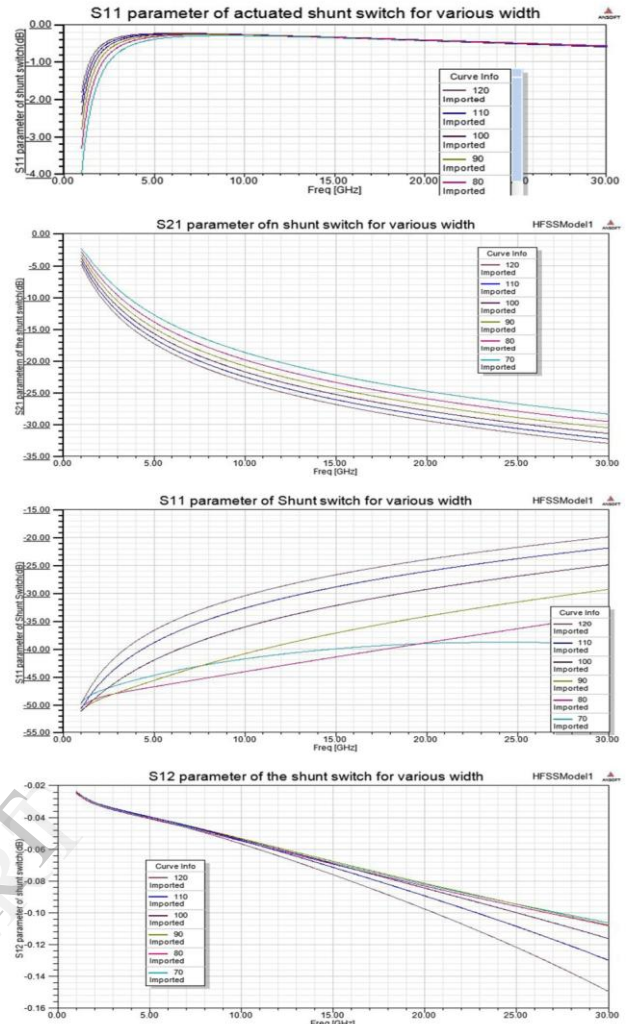 S11 parameter of actuated shunt switch for various width
ANSOFT
S11 parameter of shunt switch(dB)
0.00
-1.00
-2.00
-3.00
-4.00
Curve Info
120
Imported
110
Imported
100
Imported
90
Imported
80
Imported
0.00
5.00
10.00
15.00
20.00
30.00
Freq [GHz]
S21 parameter ofn shunt switch for various width
HFSSModel1
ANSOFT
0.00
-5.00
-10.00
-15.00
-20.00
-25.00
-30.00
-35.00
Curve Info
120
Imported
110
Imported
100
Imported
90
Imported
80
Imported
70
Imported
0.00
5.00
10.00
15.00
20.00
25.00
30.00
Freq [GHz]
S11 parameter of Shunt switch for various width
HFSSModel1
ANSOFT
S11 parameter of Shunt Switch(dB)
-15.00
-20.00
-25.00
-30.00
-35.00
-40.00
-45.00
-50.00
-55.00
Curve Info
120
Imported
110
Imported
100
Imported
90
Imported
80
Imported
70
Imported
0.00
5.00
10.00
15.00
20.00
25.00
30.00
Freq [GHz]
S12 parameter of the shunt switch for various width
HFSSModel1
ANSOFT
S12 parameter of shunt switch(dB)
-0.02
-0.04
-0.06
-0.08
-0.10
-0.12
-0.14
-0.16
Curve Info
120
Imported
110
Imported
100
Imported
90
Imported
80
Imported
70
Imported
0.00
5.00
10.00
15.00
20.00
25.00
30.00
Freq [GHz]